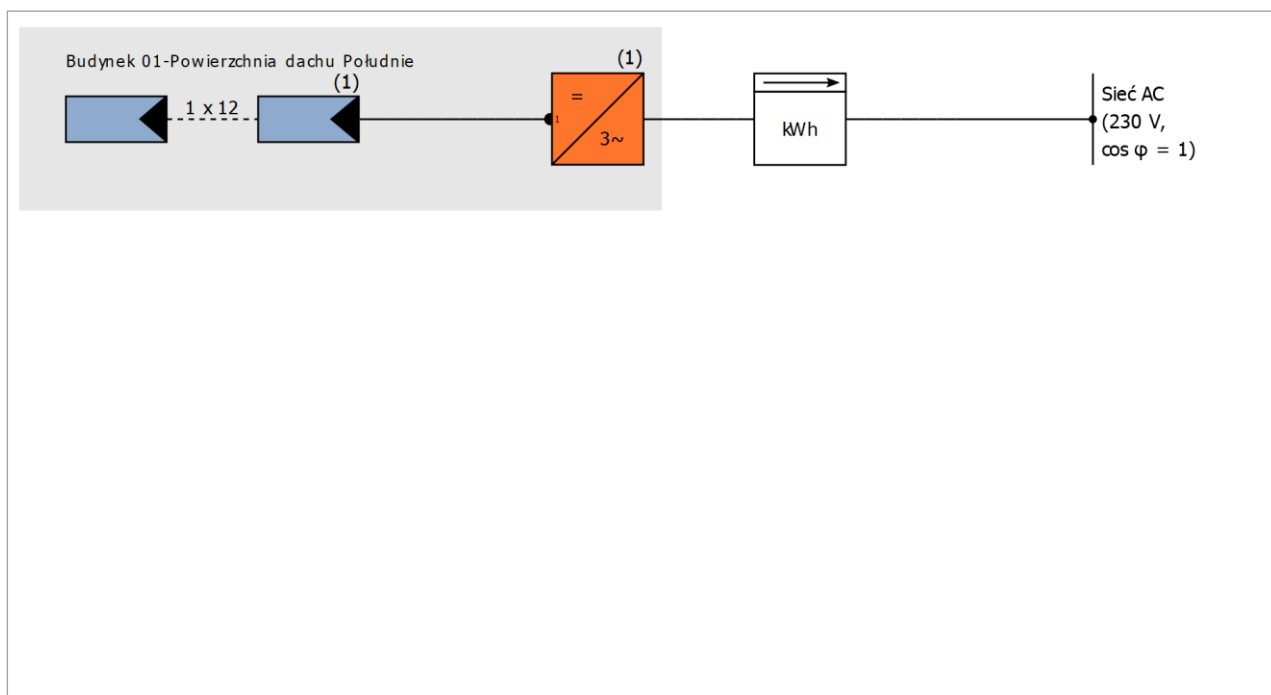 Budynek 01-Powierzchnia dachu Południe
(1)
1 x 12
(1)
=
1
3~
kWh
Sieć AC
(230 V,
cos φ = 1)